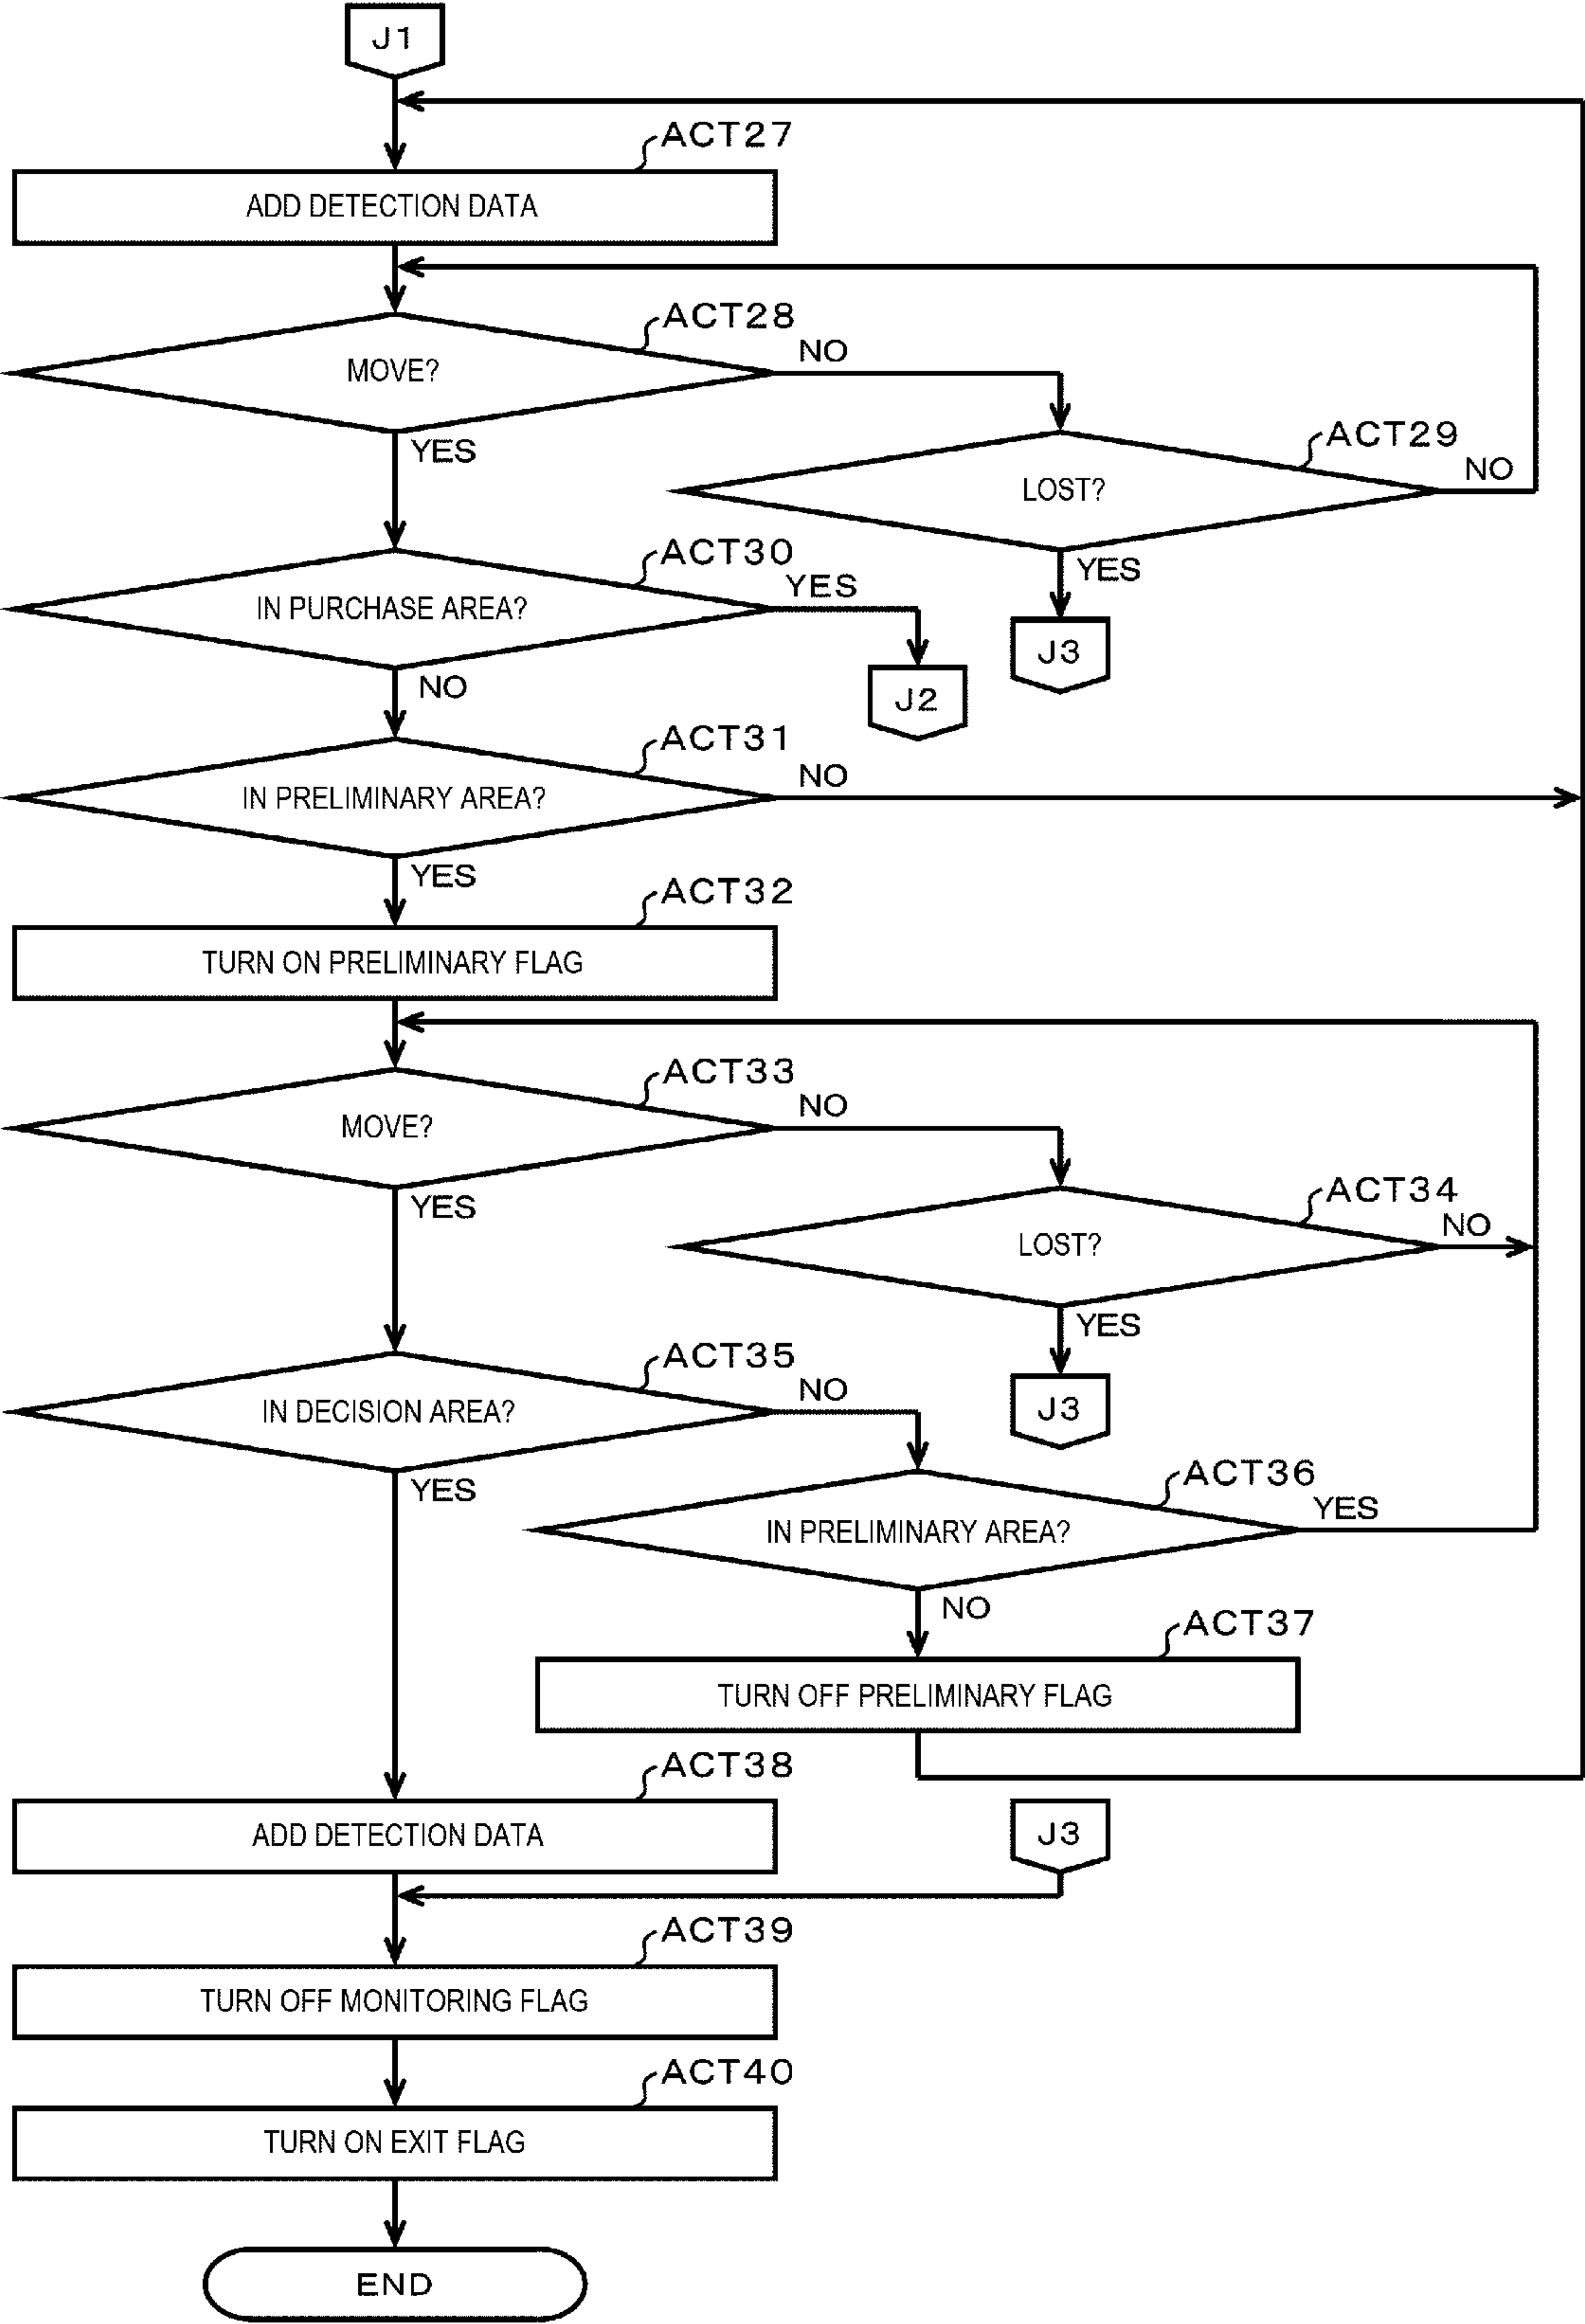 J1
ACT27
ADD DETECTION DATA
ACT28
MOVE?
NO
YES
ACT29
LOST?
NO
YES
J3
ACT30
IN PURCHASE AREA?
YES
J2
NO
ACT31
IN PRELIMINARY AREA?
NO
YES
ACT32
TURN ON PRELIMINARY FLAG
ACT33
MOVE?
NO
YES
ACT34
LOST?
NO
YES
J3
ACT35
IN DECISION AREA?
NO
YES
ACT36
IN PRELIMINARY AREA?
YES
NO
ACT37
TURN OFF PRELIMINARY FLAG
ACT38
ADD DETECTION DATA
J3
ACT39
TURN OFF MONITORING FLAG
ACT40
TURN ON EXIT FLAG
END